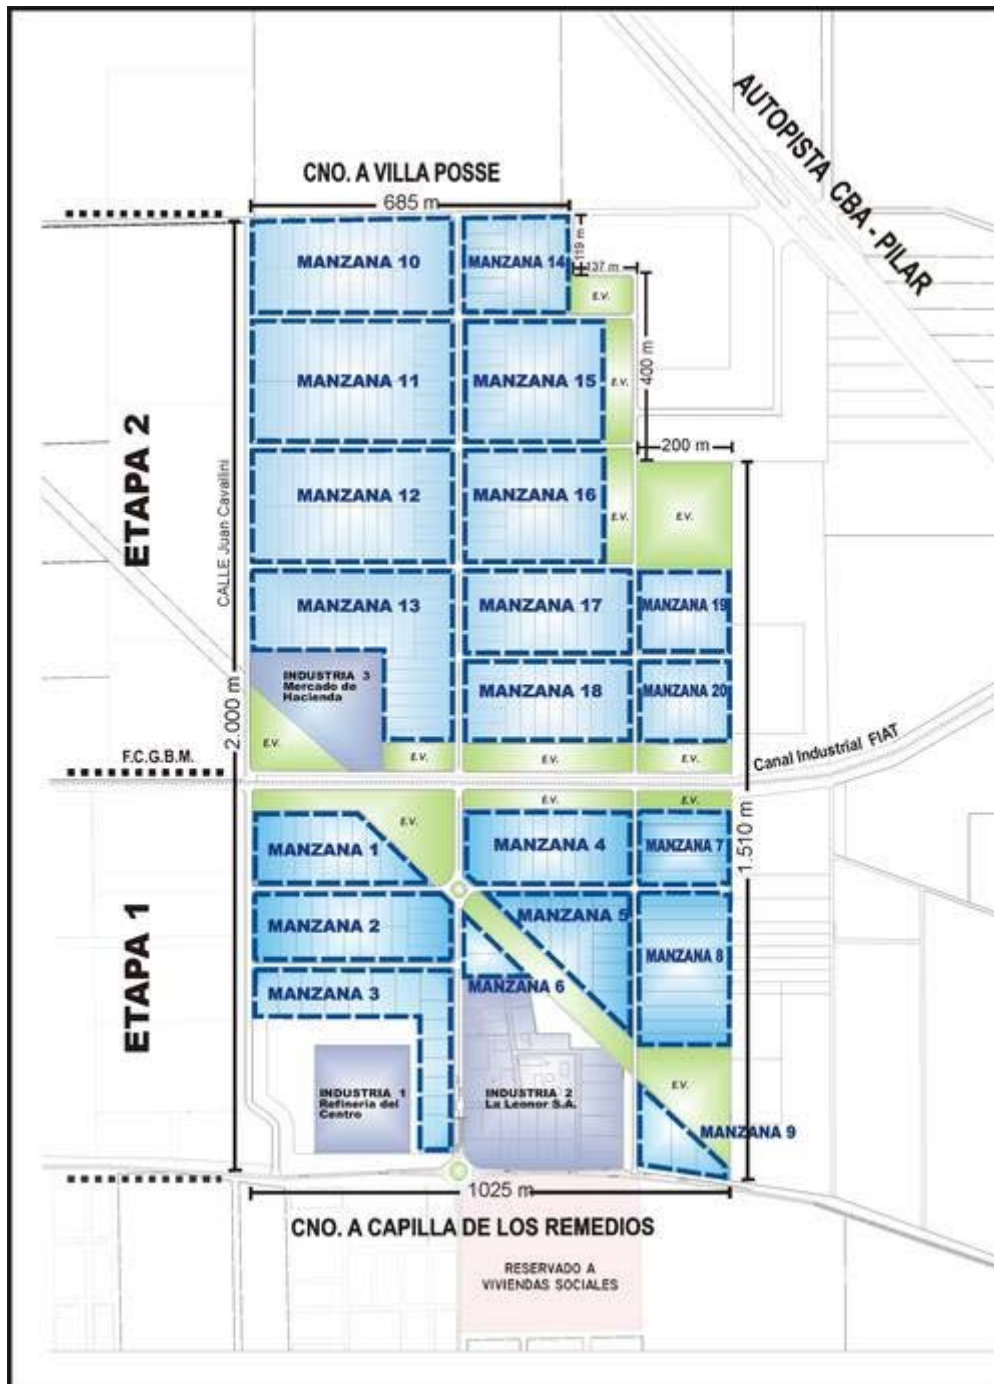 AUTOPISTA CBA - PILAR
CNO. A VILLA POSSE
685 m
119 m
137 m
400 m
200 m
MANZANA 10
MANZANA 14
E.V.
MANZANA 11
MANZANA 15
E.V.
ETAPA 2
CALLE Juan Cavallini
MANZANA 12
MANZANA 16
E.V.
E.V.
MANZANA 13
MANZANA 17
MANZANA 19
INDUSTRIA 3
Mercado de
Hacienda
MANZANA 18
MANZANA 20
2.000 m
E.V.
E.V.
E.V.
E.V.
F.C.G.B.M.
Canal Industrial FIAT
1.510 m
E.V.
E.V.
E.V.
MANZANA 1
MANZANA 4
MANZANA 7
ETAPA 1
MANZANA 2
MANZANA 5
MANZANA 8
MANZANA 3
MANZANA 6
INDUSTRIA 1
Refineria del
Centro
INDUSTRIA 2
La Leonor S.A.
E.V.
MANZANA 9
1025 m
CNO. A CAPILLA DE LOS REMEDIOS
RESERVADO A
VIVIENDAS SOCIALES